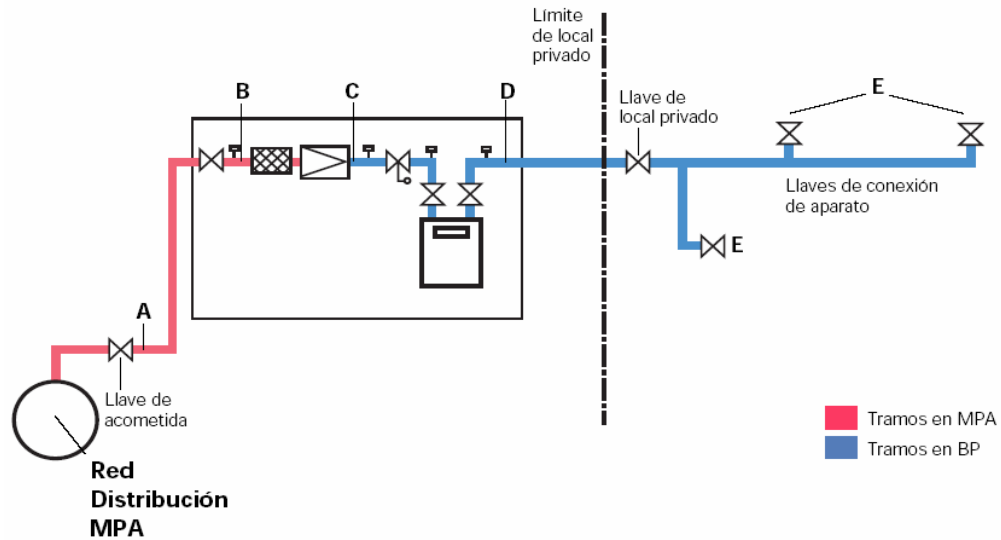 Límite
de local
privado
B
C
D
E
Llave de
local privado
Llaves de conexión
de aparato
E
A
Llave de
acometida
Red
Distribución
MPA
Tramos en MPA
Tramos en BP